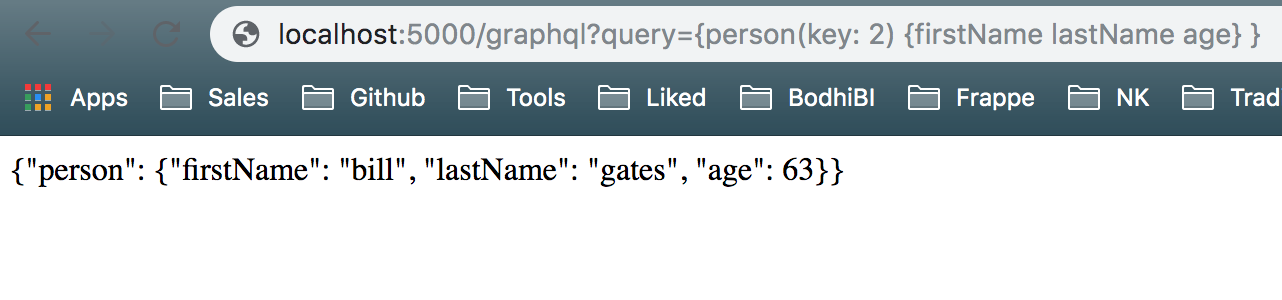 localhost:5000/graphql?query={person(key: 2) {firstName lastName age} }
Apps Sales Github Tools Liked BodhiBI Frappe NK Trad
{"person": {"firstName": "bill", "lastName": "gates", "age": 63}}